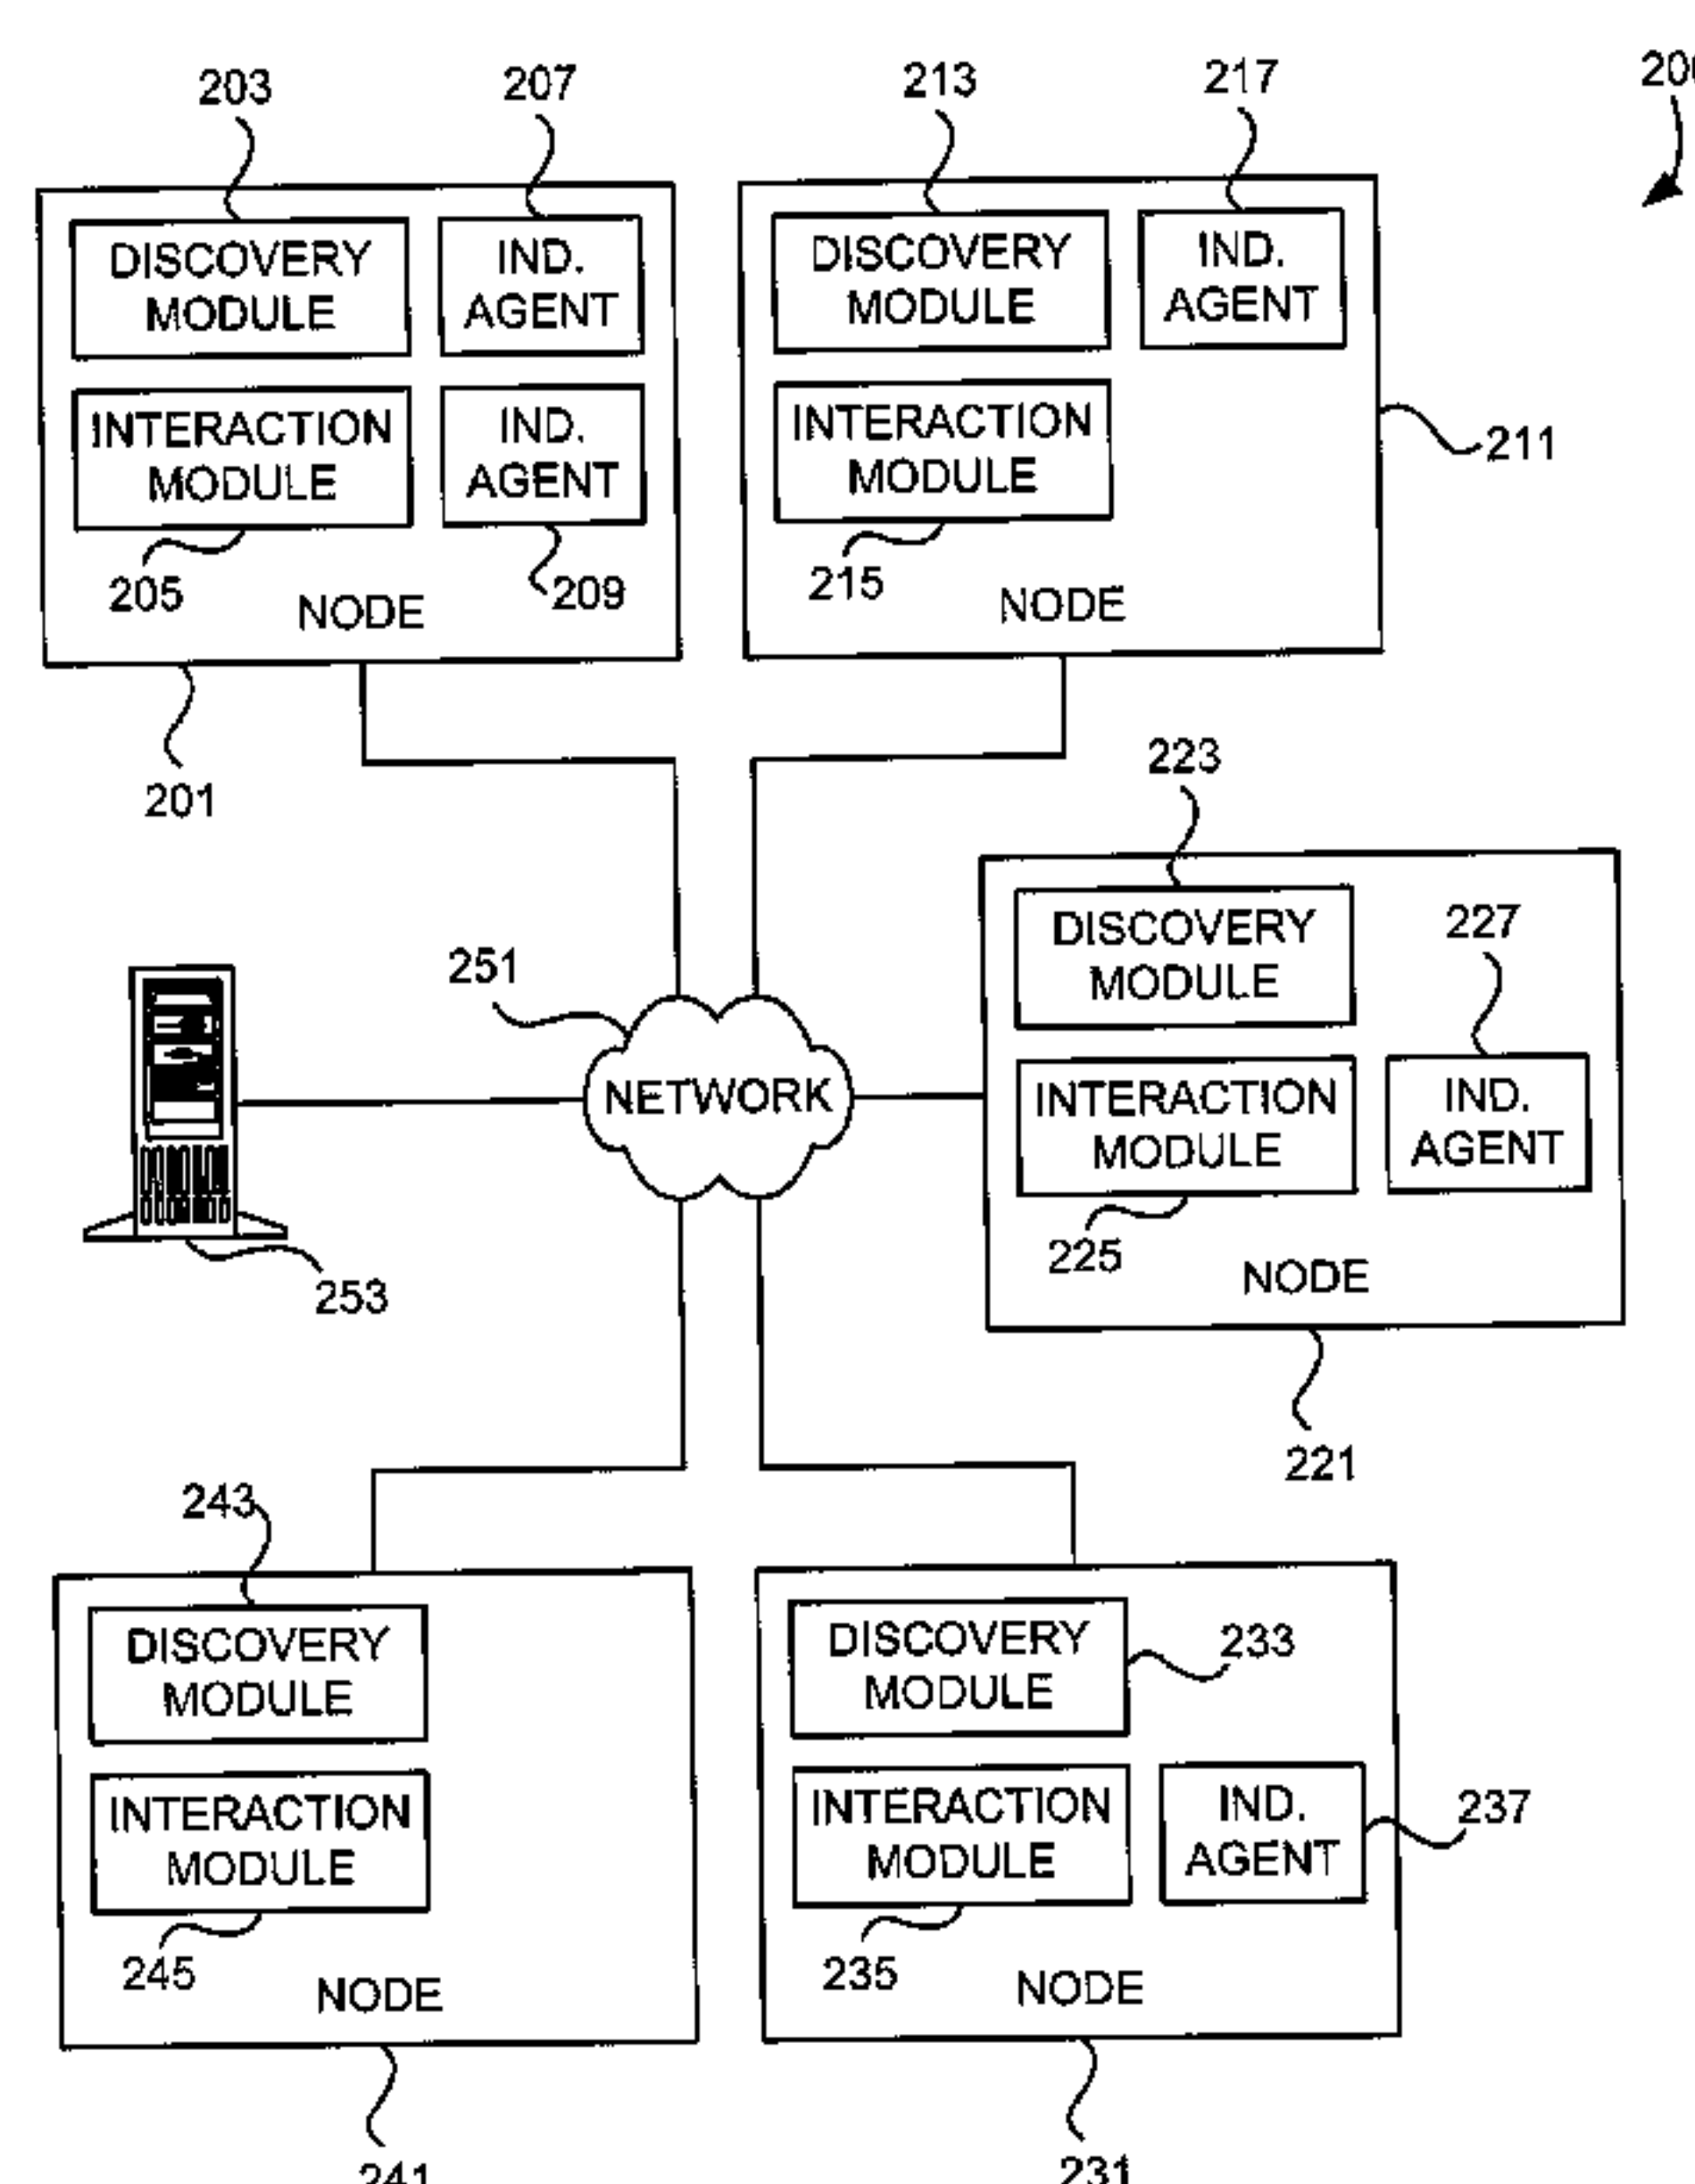 203
207
213
217
200
DISCOVERY
MODULE
IND.
AGENT
INTERACTION
MODULE
IND.
AGENT
205
209
NODE
201
DISCOVERY
MODULE
IND.
AGENT
INTERACTION
MODULE
211
215
NODE
223
DISCOVERY
MODULE
227
INTERACTION
MODULE
IND.
AGENT
225
NODE
221
251
NETWORK
253
243
DISCOVERY
MODULE
INTERACTION
MODULE
245
NODE
241
DISCOVERY
MODULE
233
INTERACTION
MODULE
IND.
AGENT
237
235
NODE
231